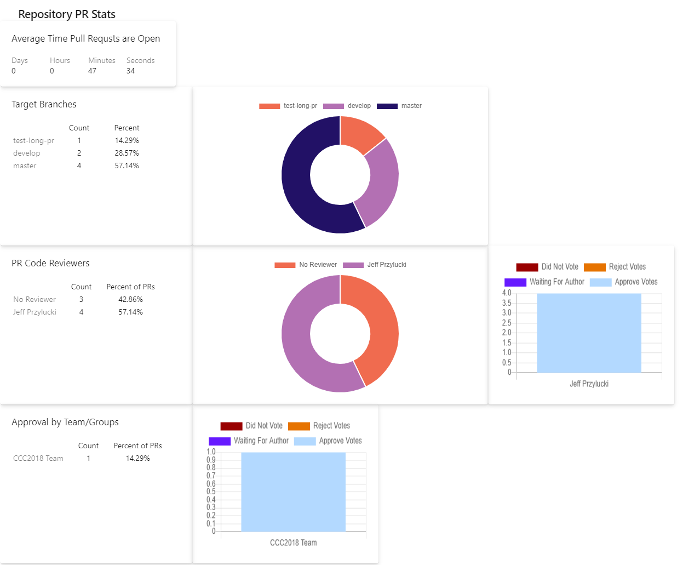 Repository PR Stats
Average Time Pull Requsts are Open
Days Hours Minutes Seconds
0 0 47 34
Target Branches
Count Percent
test-long-pr 1 14.29%
develop 2 28.57%
master 4 57.14%
test-long-pr develop master
PR Code Reviewers
Count Percent of PRs
No Reviewer 3 42.86%
Jeff Przylucki 4 57.14%
No Reviewer Jeff Przylucki
Did Not Vote Reject Votes
Waiting For Author Approve Votes
4.0
3.5
3.0
2.5
2.0
1.5
1.0
0.5
0
Jeff Przylucki
Approval by Team/Groups
Count Percent of PRs
CCC2018 Team 1 14.29%
Did Not Vote Reject Votes
Waiting For Author Approve Votes
1.0
0.9
0.8
0.7
0.6
0.5
0.4
0.3
0.2
0.1
0
CCC2018 Team